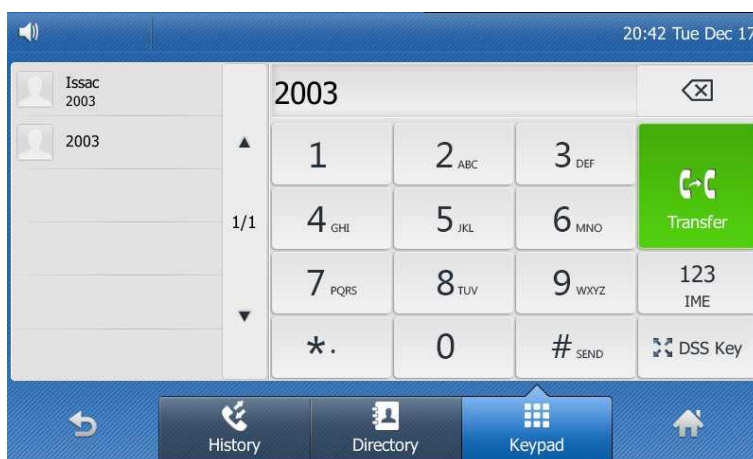 20:42 Tue Dec 17
Issac
2003
2003
1/1
2003
1
2 ABC
3 DEF
Transfer
4 GHI
5 JKL
6 MNO
7 PQRS
8 TUV
9 WXYZ
123
IME
*.
0
# SEND
DSS Key
History
Directory
Keypad